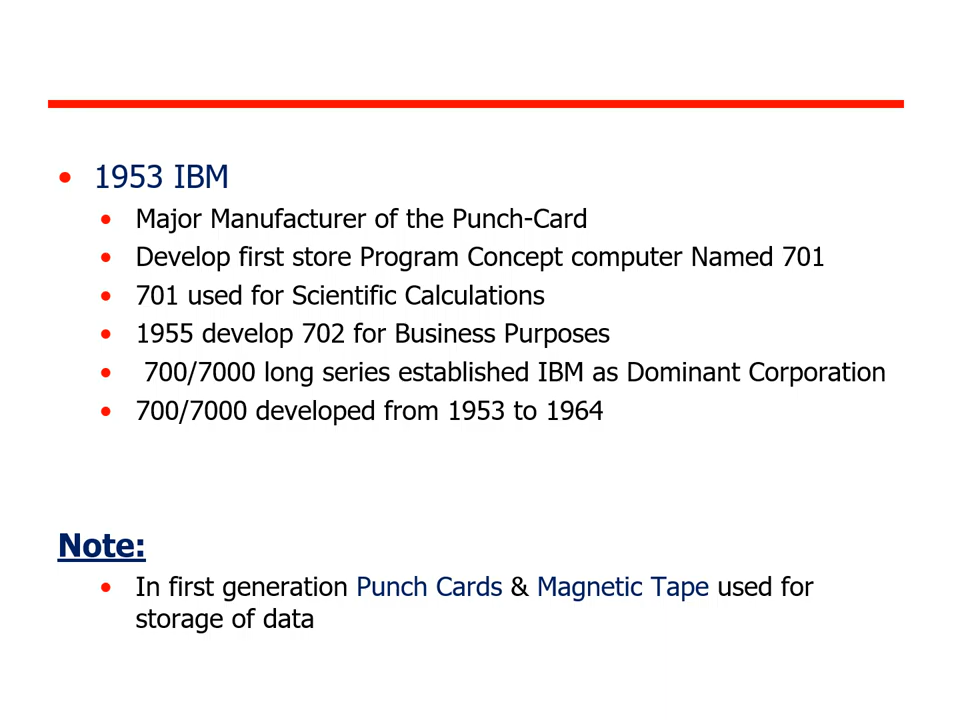 • 1953 IBM
• Major Manufacturer of the Punch-Card
• Develop first store Program Concept computer Named 701
• 701 used for Scientific Calculations
• 1955 develop 702 for Business Purposes
• 700/7000 long series established IBM as Dominant Corporation
• 700/7000 developed from 1953 to 1964
Note:
• In first generation Punch Cards & Magnetic Tape used for
storage of data